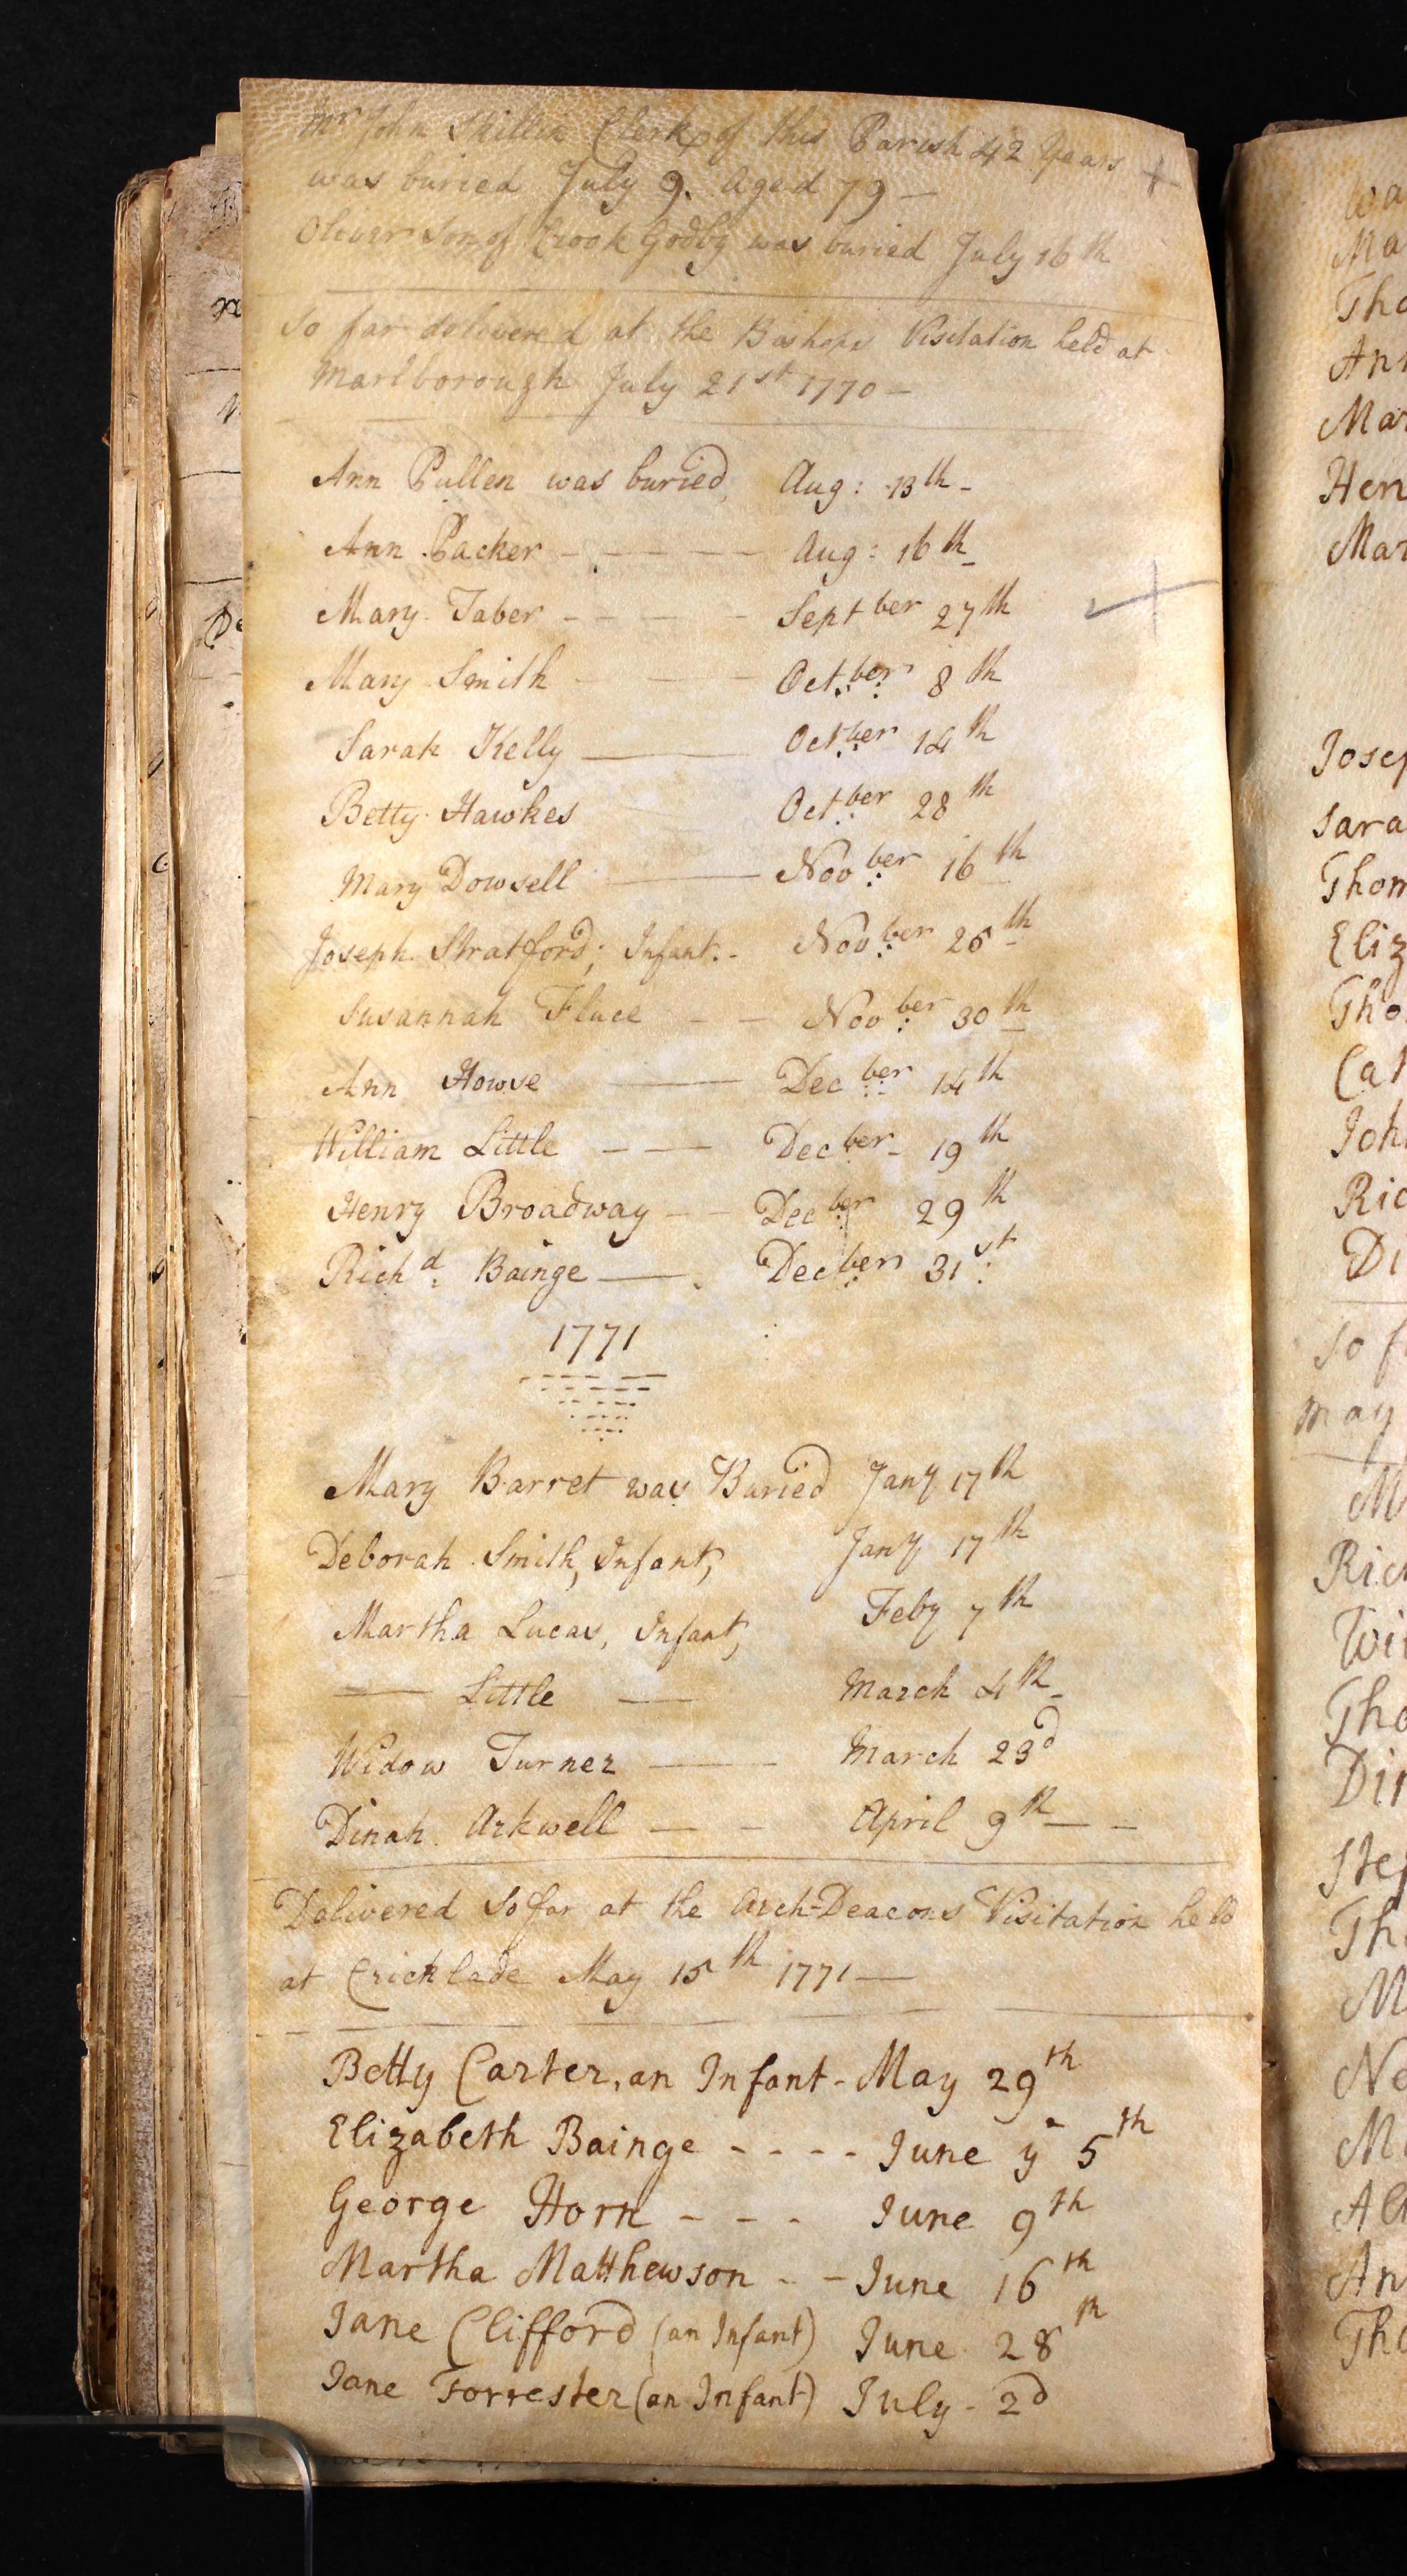 Mr John Skillin Clerk of this Parish 42 Years +
was buried July 9. Aged 79 -
Oliver son of Crook Godby was buried July 16th
So far delivered at the Bishops Visitation held at
Marlborough July 21st 1770 -
Ann Pullen was buried, Aug: 13th -
Ann Packer - - - - - Aug: 16th
Mary Taber - - - - Septber 27th
Mary Smith - - - Octber 8th
Sarah Kelly —— Octber 14th
Betty Hawkes Octber 28th
Mary Dowsell —— Novber 16th
Joseph Stratford; Infant. - Novber 25th
Susannah Fluce - - Novber 30th
Ann Howse —— Decber 14th
William Little - - - Decber - 19th
Henry Broadway - - Decber 29th
Richd: Bainge —— Decber 31st
1771
Mary Barret was Buried Jany 17th
Deborah Smith, Infant, Jany 17th
Martha Lucas, Infant, Feby 7th
— Little — March 4th
Widow Turner —— March 23d
Dinah Arkwell - - April 9th - -
Delivered so far at the Arch-Deacons Visitation held
at Cricklade May 15th 1771 —
Betty Carter, an Infant - May 29th
Elizabeth Bainge - - - - June ye 5th
George Horn - - - June 9th
Martha Matthewson - - June 16th
Jane Clifford (an Infant) June 28th
Jane Forrester (an Infant) July - 2d
Joh
Ric
Di
so f
may